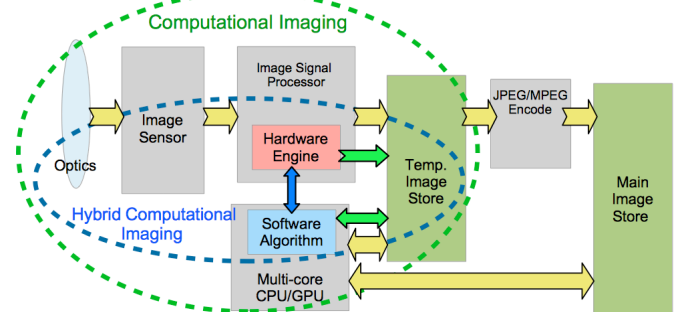 Computational Imaging
Image Signal
Processor
JPEG/MPEG
Encode
Image
Sensor
Optics
Hardware
Engine
Temp.
Image
Store
Main
Image
Store
Hybrid Computational
Imaging
Software
Algorithm
Multi-core
CPU/GPU